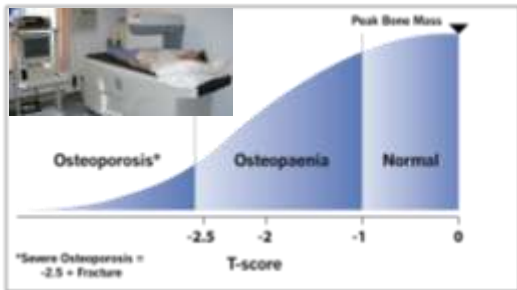 Peak Bone Mass
Osteoporosis*
Osteopaenia
Normal
-2.5
-2
-1
0
*Severe Osteoporosis =
-2.5 + Fracture
T-score